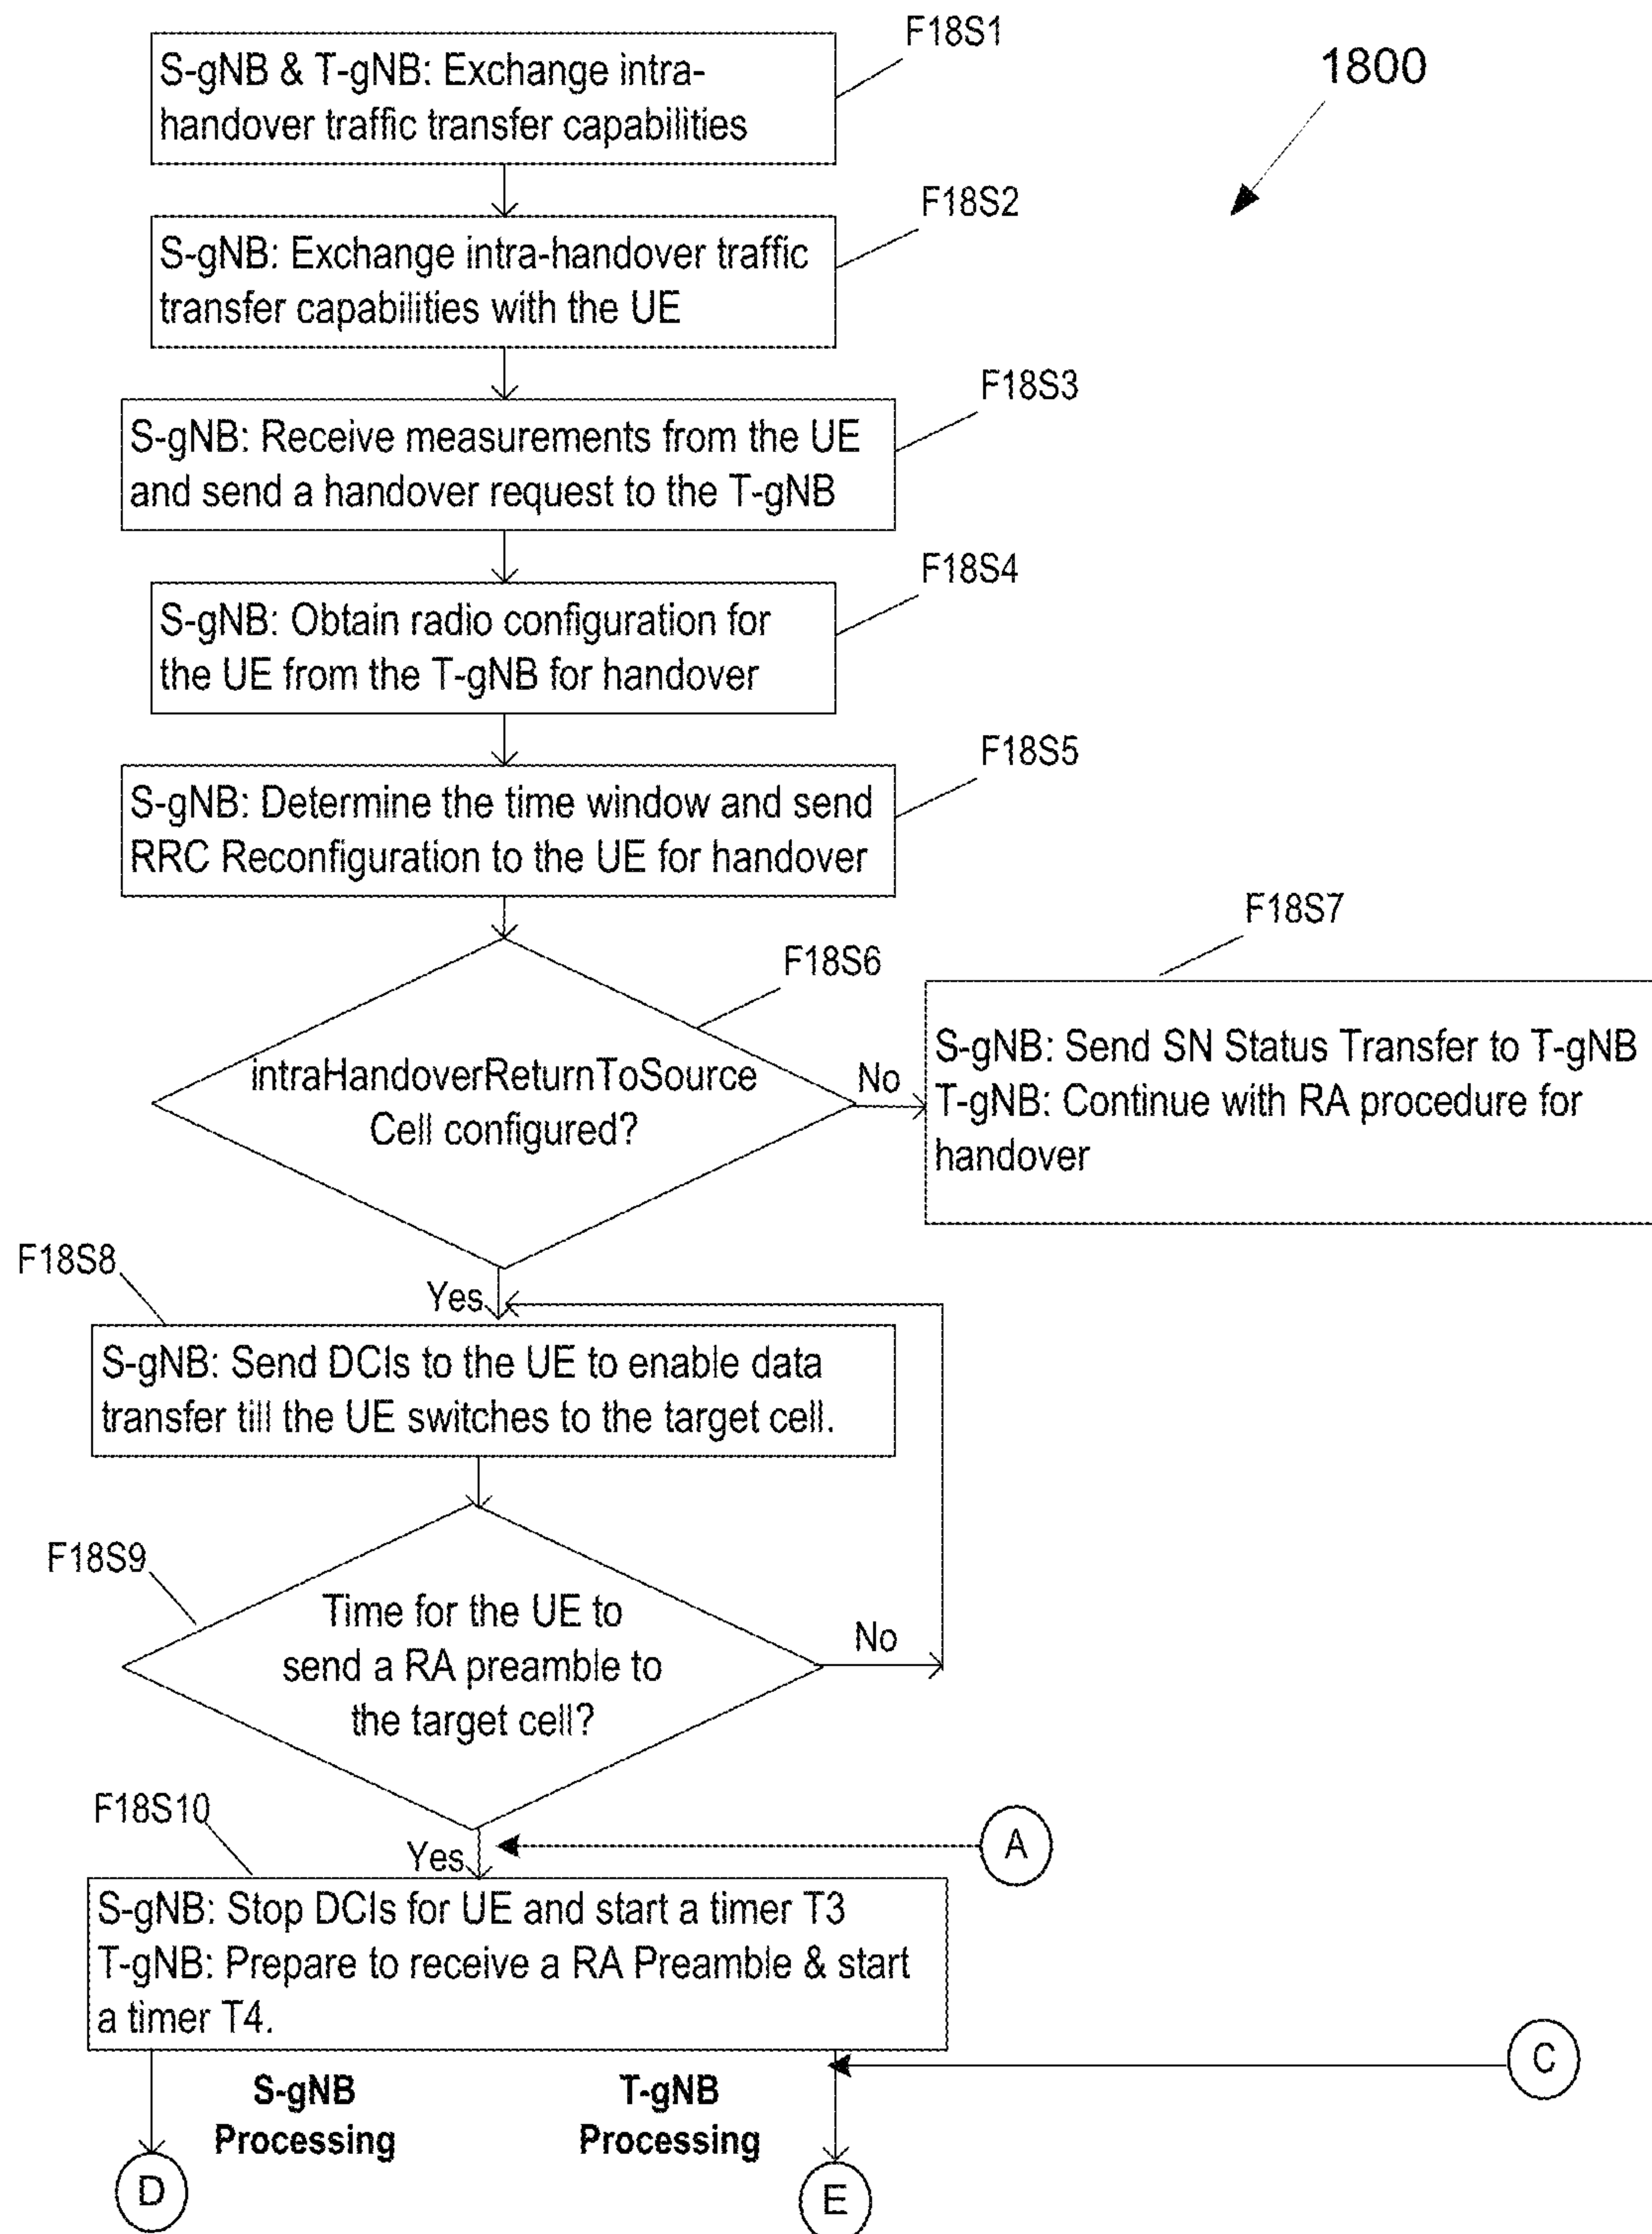 F18S1
1800
S-gNB & T-gNB: Exchange intra-
handover traffic transfer capabilities
F18S2
S-gNB: Exchange intra-handover traffic
transfer capabilities with the UE
F18S3
S-gNB: Receive measurements from the UE
and send a handover request to the T-gNB
F18S4
S-gNB: Obtain radio configuration for
the UE from the T-gNB for handover
F18S5
S-gNB: Determine the time window and send
RRC Reconfiguration to the UE for handover
F18S6
intraHandoverReturnToSource
Cell configured?
No
F18S7
S-gNB: Send SN Status Transfer to T-gNB
T-gNB: Continue with RA procedure for
handover
Yes
F18S8
S-gNB: Send DCIs to the UE to enable data
transfer till the UE switches to the target cell.
F18S9
Time for the UE to
send a RA preamble to
the target cell?
No
F18S10
Yes
A
S-gNB: Stop DCIs for UE and start a timer T3
T-gNB: Prepare to receive a RA Preamble & start
a timer T4.
C
S-gNB
Processing
T-gNB
Processing
D
E